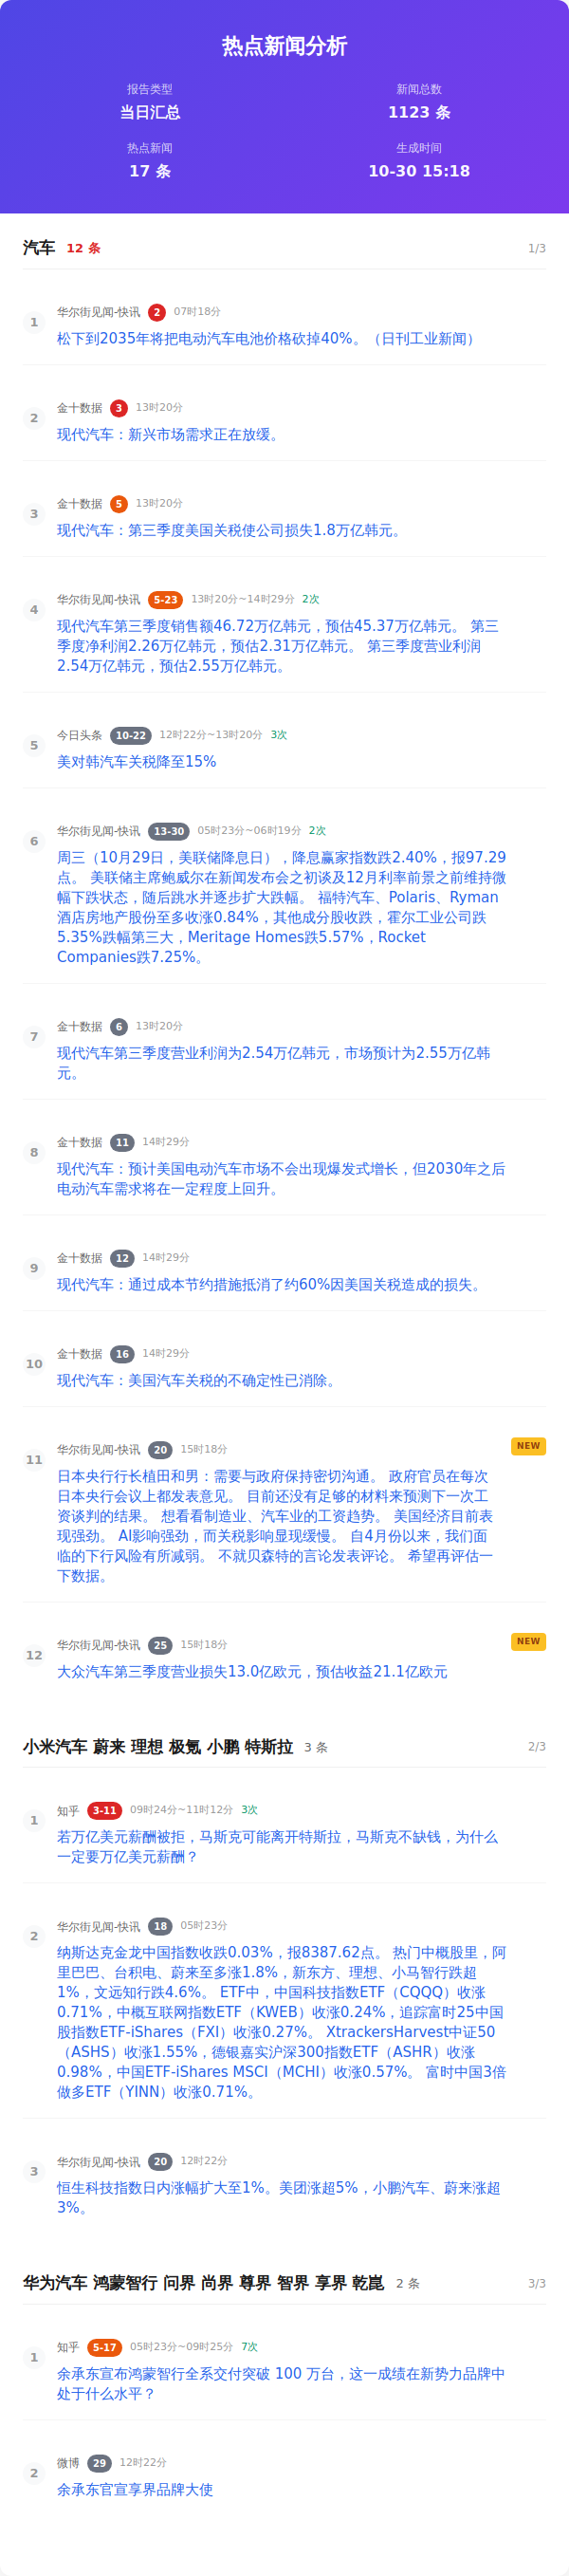 热点新闻分析
报告类型
当日汇总
新闻总数
1123 条
热点新闻
17 条
生成时间
10-30 15:18
汽车 12 条 1/3
1 华尔街见闻-快讯 2 07时18分
松下到2035年将把电动汽车电池价格砍掉40%。（日刊工业新闻）
2 金十数据 3 13时20分
现代汽车：新兴市场需求正在放缓。
3 金十数据 5 13时20分
现代汽车：第三季度美国关税使公司损失1.8万亿韩元。
4 华尔街见闻-快讯 5-23 13时20分~14时29分 2次
现代汽车第三季度销售额46.72万亿韩元，预估45.37万亿韩元。 第三
季度净利润2.26万亿韩元，预估2.31万亿韩元。 第三季度营业利润
2.54万亿韩元，预估2.55万亿韩元。
5 今日头条 10-22 12时22分~13时20分 3次
美对韩汽车关税降至15%
6 华尔街见闻-快讯 13-30 05时23分~06时19分 2次
周三（10月29日，美联储降息日），降息赢家指数跌2.40%，报97.29
点。 美联储主席鲍威尔在新闻发布会之初谈及12月利率前景之前维持微
幅下跌状态，随后跳水并逐步扩大跌幅。 福特汽车、Polaris、Ryman
酒店房地产股份至多收涨0.84%，其他成分股收跌，霍尔工业公司跌
5.35%跌幅第三大，Meritage Homes跌5.57%，Rocket
Companies跌7.25%。
7 金十数据 6 13时20分
现代汽车第三季度营业利润为2.54万亿韩元，市场预计为2.55万亿韩
元。
8 金十数据 11 14时29分
现代汽车：预计美国电动汽车市场不会出现爆发式增长，但2030年之后
电动汽车需求将在一定程度上回升。
9 金十数据 12 14时29分
现代汽车：通过成本节约措施抵消了约60%因美国关税造成的损失。
10 金十数据 16 14时29分
现代汽车：美国汽车关税的不确定性已消除。
11 华尔街见闻-快讯 20 15时18分 NEW
日本央行行长植田和男：需要与政府保持密切沟通。 政府官员在每次
日本央行会议上都发表意见。 目前还没有足够的材料来预测下一次工
资谈判的结果。 想看看制造业、汽车业的工资趋势。 美国经济目前表
现强劲。 AI影响强劲，而关税影响显现缓慢。 自4月份以来，我们面
临的下行风险有所减弱。 不就贝森特的言论发表评论。 希望再评估一
下数据。
12 华尔街见闻-快讯 25 15时18分 NEW
大众汽车第三季度营业损失13.0亿欧元，预估收益21.1亿欧元
小米汽车 蔚来 理想 极氪 小鹏 特斯拉 3 条 2/3
1 知乎 3-11 09时24分~11时12分 3次
若万亿美元薪酬被拒，马斯克可能离开特斯拉，马斯克不缺钱，为什么
一定要万亿美元薪酬？
2 华尔街见闻-快讯 18 05时23分
纳斯达克金龙中国指数收跌0.03%，报8387.62点。 热门中概股里，阿
里巴巴、台积电、蔚来至多涨1.8%，新东方、理想、小马智行跌超
1%，文远知行跌4.6%。 ETF中，中国科技指数ETF（CQQQ）收涨
0.71%，中概互联网指数ETF（KWEB）收涨0.24%，追踪富时25中国
股指数ETF-iShares（FXI）收涨0.27%。 XtrackersHarvest中证50
（ASHS）收涨1.55%，德银嘉实沪深300指数ETF（ASHR）收涨
0.98%，中国ETF-iShares MSCI（MCHI）收涨0.57%。 富时中国3倍
做多ETF（YINN）收涨0.71%。
3 华尔街见闻-快讯 20 12时22分
恒生科技指数日内涨幅扩大至1%。美团涨超5%，小鹏汽车、蔚来涨超
3%。
华为汽车 鸿蒙智行 问界 尚界 尊界 智界 享界 乾崑 2 条 3/3
1 知乎 5-17 05时23分~09时25分 7次
余承东宣布鸿蒙智行全系交付突破 100 万台，这一成绩在新势力品牌中
处于什么水平？
2 微博 29 12时22分
余承东官宣享界品牌大使